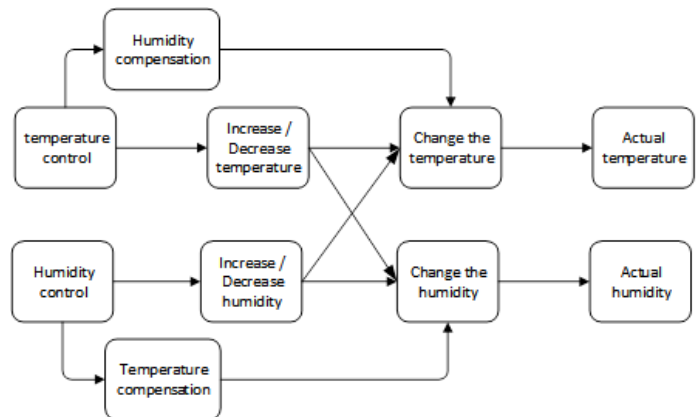 Humidity
compensation
temperature
control
Increase /
Decrease
temperature
Change the
temperature
Actual
temperature
Humidity
control
Increase /
Decrease
humidity
Change the
humidity
Actual
humidity
Temperature
compensation